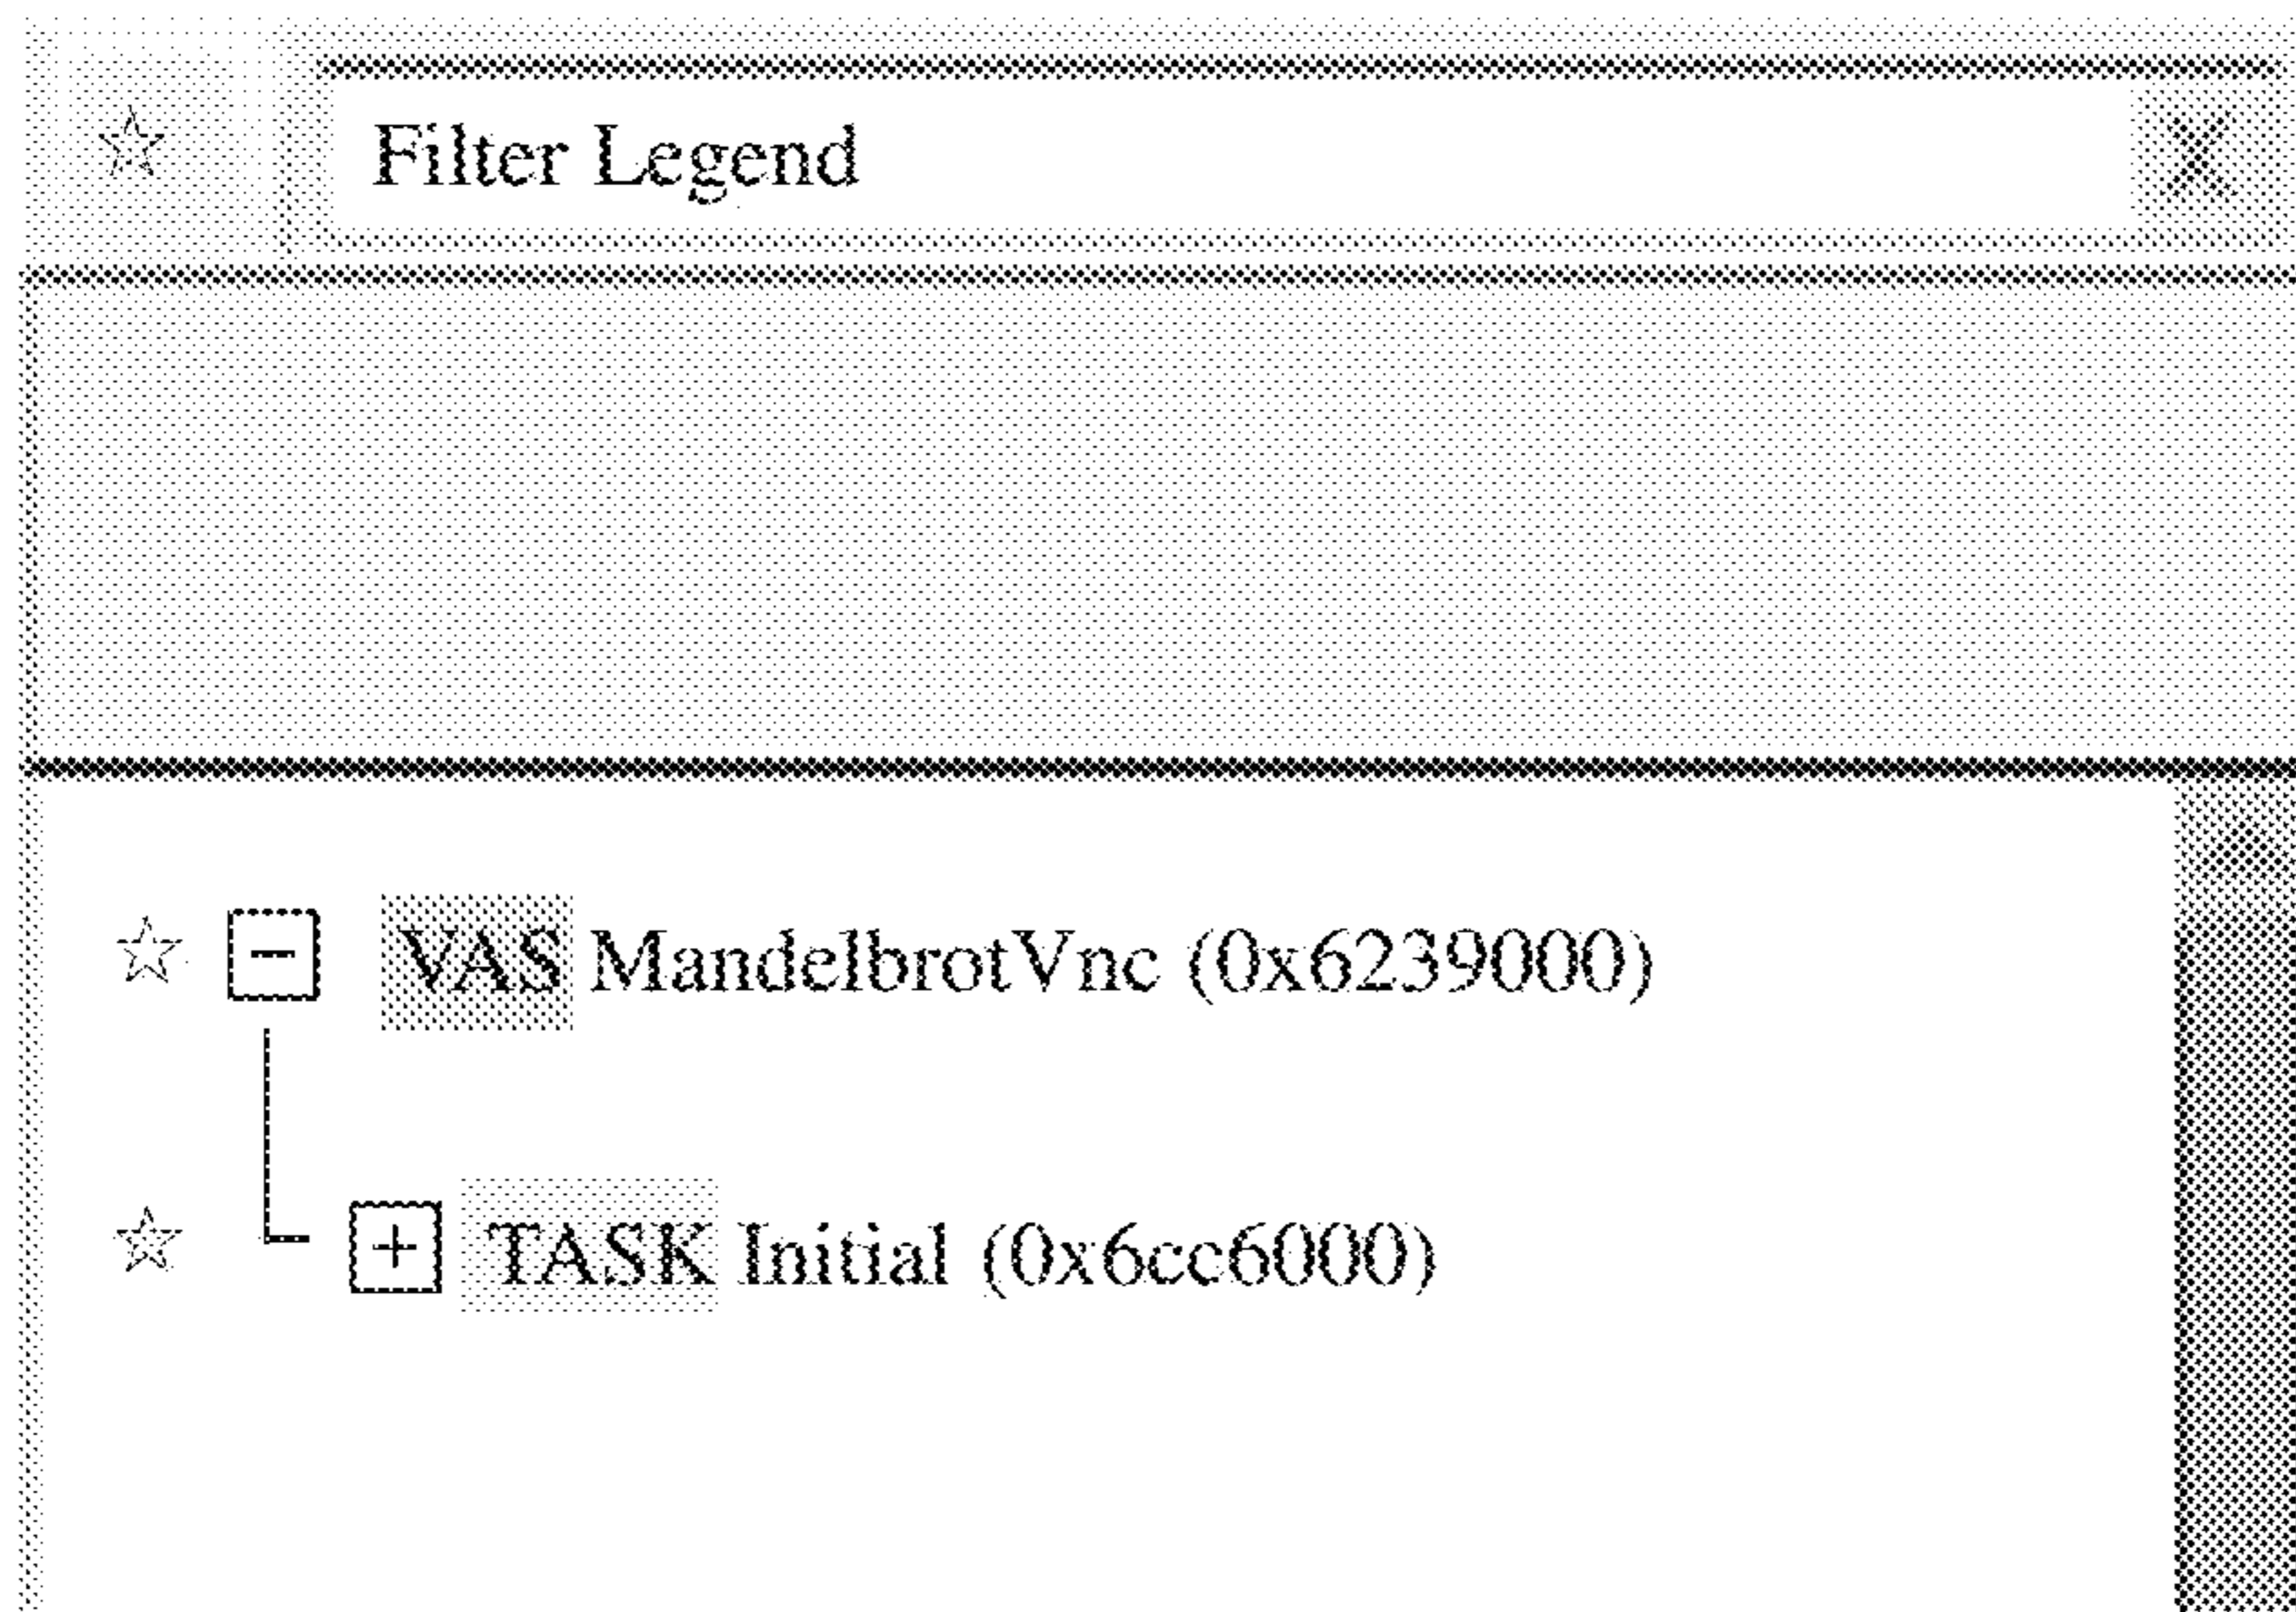 Filter Legend X
VAS MandelbrotVnc (0x6239000)
TASK Initial (0x6cc6000)